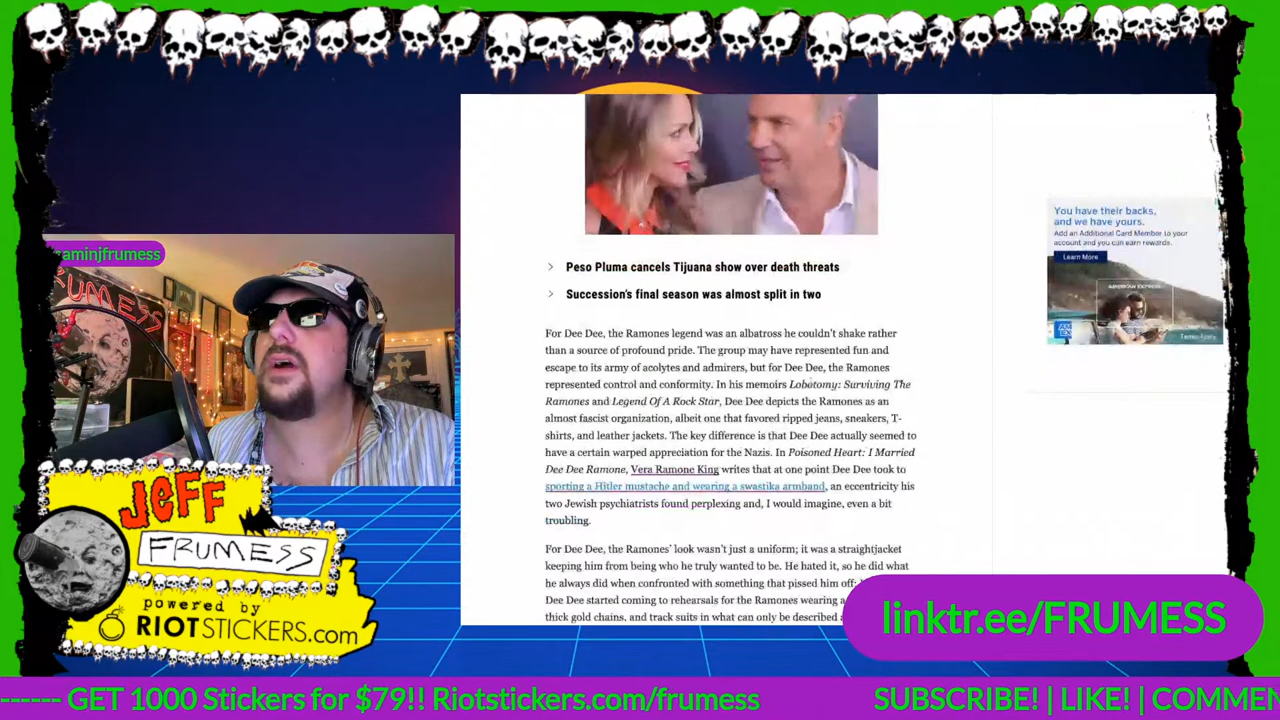 aminjfrumess
FRUMESS
Peso Pluma cancels Tijuana show over death threats
Succession's final season was almost split in two
For Dee Dee, the Ramones legend was an albatross he couldn't shake rather
than a source of profound pride. The group may have represented fun and
escape to its army of acolytes and admirers, but for Dee Dee, the Ramones
represented control and conformity. In his memoirs Lobotomy: Surviving The
Ramones and Legend Of A Rock Star, Dee Dee depicts the Ramones as an
almost fascist organization, albeit one that favored ripped jeans, sneakers, T-
shirts, and leather jackets. The key difference is that Dee Dee actually seemed to
have a certain warped appreciation for the Nazis. In Poisoned Heart: I Married
Dee Dee Ramone, Vera Ramone King writes that at one point Dee Dee took to
sporting a Hitler mustache and wearing a swastika armband, an eccentricity his
two Jewish psychiatrists found perplexing and, I would imagine, even a bit
troubling.
For Dee Dee, the Ramones' look wasn't just a uniform; it was a straightjacket
keeping him from being who he truly wanted to be. He hated it, so he did what
he always did when confronted with something that pissed him off:
Dee Dee started coming to rehearsals for the Ramones wearing a
thick gold chains, and track suits in what can only be described
You have their backs,
and we have yours.
Add an Additional Card Member to your
account and you can earn rewards.
Learn More
AMERICAN EXPRESS
Terms Apply
JEFF
FRUMESS
powered by
RIOTSTICKERS.com
linktr.ee/FRUMESS
------ GET 1000 Stickers for $79!! Riotstickers.com/frumess
SUBSCRIBE! | LIKE! | COMMEN